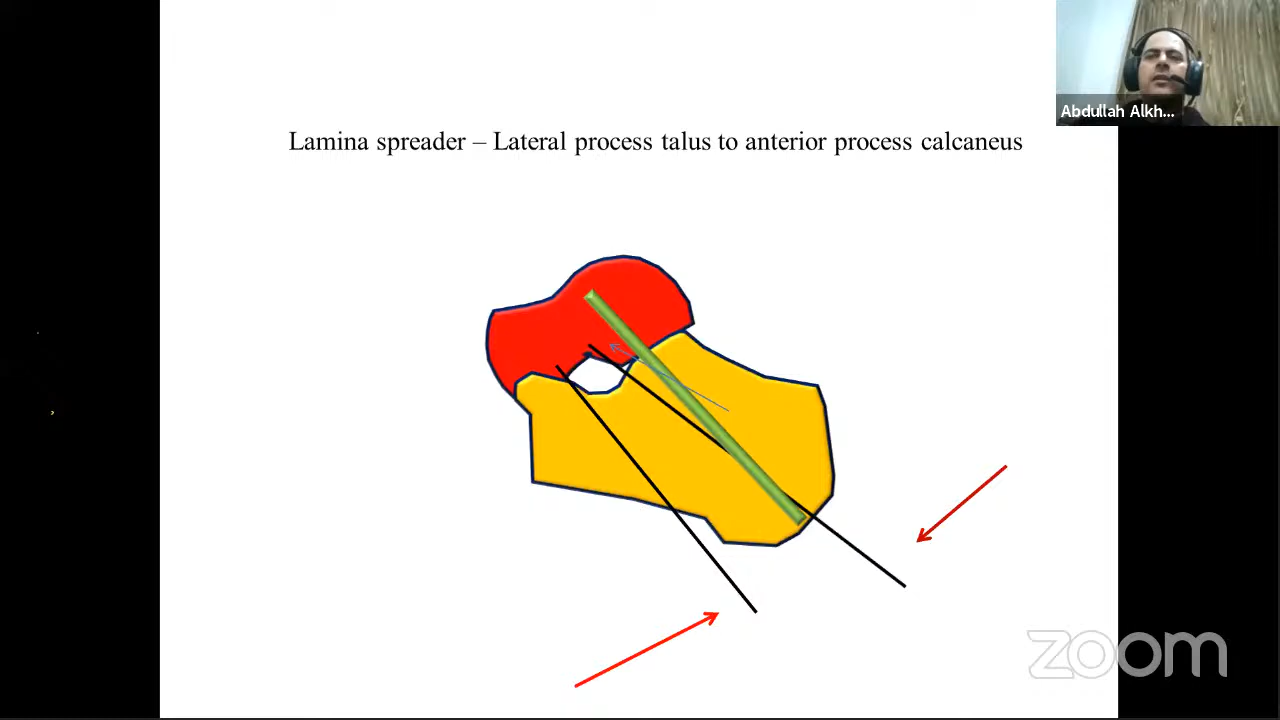 Abdullah Alkh...
Lamina spreader – Lateral process talus to anterior process calcaneus
zoom